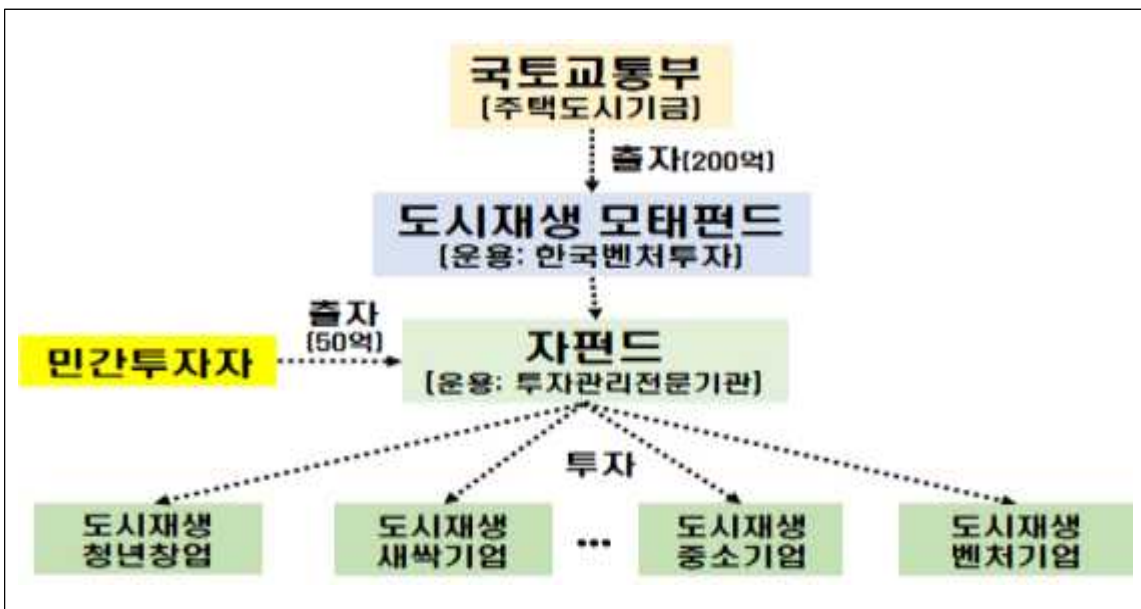 국토교통부
(주택도시기금)
출자(200억)
도시재생 모태펀드
(운용: 한국벤처투자)
출자
(50억)
민간투자자
자펀드
(운용: 투자관리전문기관)
투자
도시재생
청년창업
도시재생
새싹기업
...
도시재생
중소기업
도시재생
벤처기업